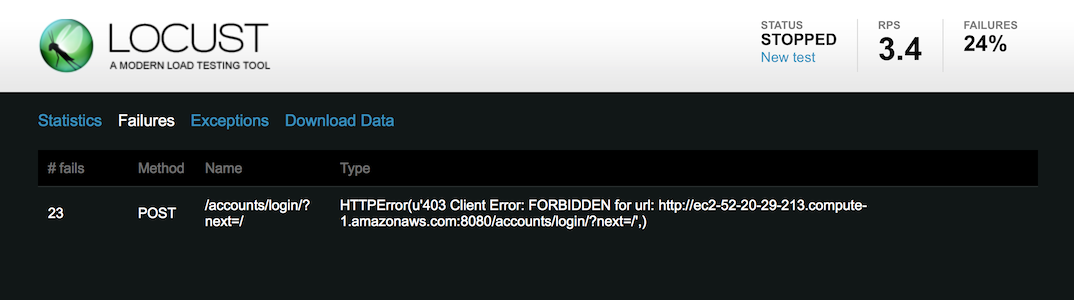 LOCUST
A MODERN LOAD TESTING TOOL
STATUS
STOPPED
New test
RPS
3.4
FAILURES
24%
Statistics Failures Exceptions Download Data
# fails Method Name Type
23 POST /accounts/login/?
next=/
HTTPError(u'403 Client Error: FORBIDDEN for url: http://ec2-52-20-29-213.compute-
1.amazonaws.com:8080/accounts/login/?next=/',)